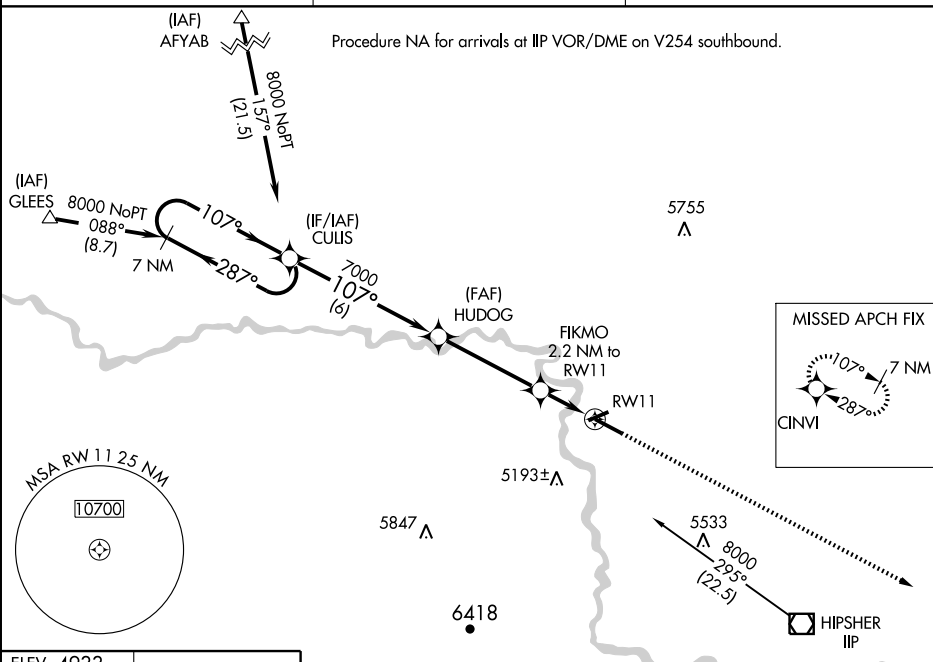 (IAF)
AFYAB
Procedure NA for arrivals at IIP VOR/DME on V254 southbound.
8000 NoPT
157°
(21.5)
(IAF)
GLEES
8000 NoPT
088°
(8.7)
107°
7 NM
287°
(IF/IAF)
CULIS
7000
107°
(6)
(FAF)
HUDOG
FIKMO
2.2 NM to
RW11
RW11
5755
MISSED APCH FIX
107°
7 NM
287°
CINVI
MSA RW 11 25 NM
10700
5193±
5847
5533
8000
295°
(22.5)
6418
HIPSHER
IIP